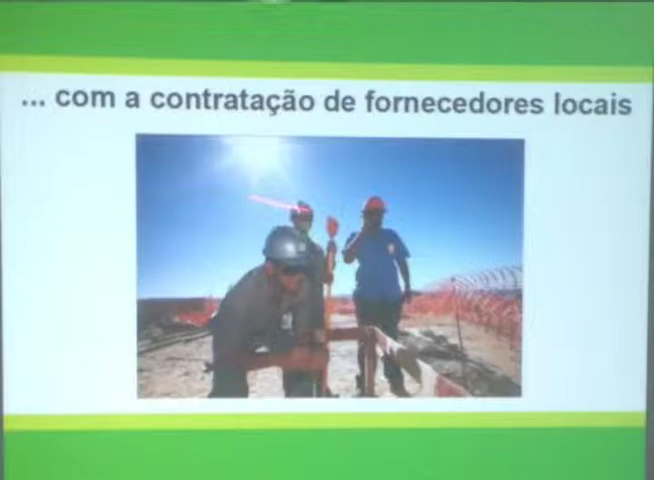 ... com a contratação de fornecedores locais